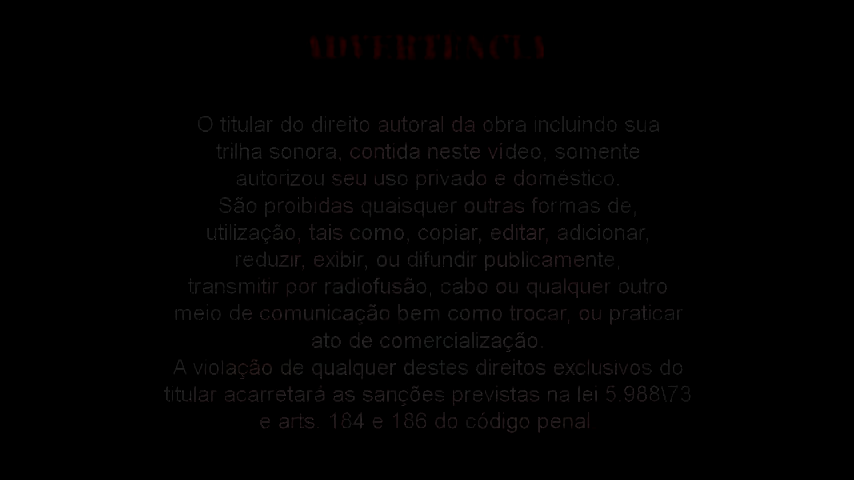 ADVERTENCIA
O titular do direito autoral da obra incluindo sua
trilha sonora, contida neste vídeo, somente
autorizou seu uso privado e doméstico.
São proibidas quaisquer outras formas de,
utilização, tais como, copiar, editar, adicionar,
reduzir, exibir, ou difundir publicamente,
transmitir por radiofusão, cabo ou qualquer outro
meio de comunicação bem como trocar, ou praticar
ato de comercialização.
A violação de qualquer destes direitos exclusivos do
titular acarretará as sanções previstas na lei 5.988\73
e arts. 184 e 186 do código penal